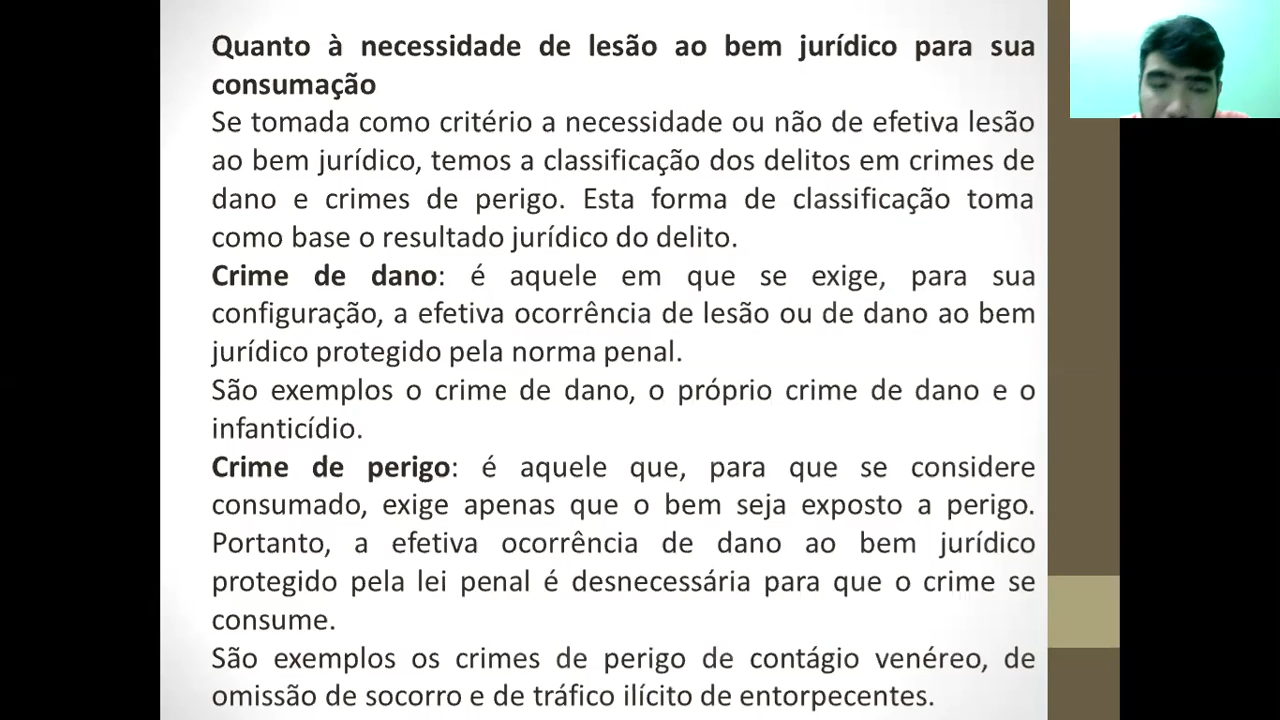 Quanto à necessidade de lesão ao bem jurídico para sua
consumação
Se tomada como critério a necessidade ou não de efetiva lesão
ao bem jurídico, temos a classificação dos delitos em crimes de
dano e crimes de perigo. Esta forma de classificação toma
como base o resultado jurídico do delito.
Crime de dano: é aquele em que se exige, para sua
configuração, a efetiva ocorrência de lesão ou de dano ao bem
jurídico protegido pela norma penal.
São exemplos o crime de dano, o próprio crime de dano e o
infanticídio.
Crime de perigo: é aquele que, para que se considere
consumado, exige apenas que o bem seja exposto a perigo.
Portanto, a efetiva ocorrência de dano ao bem jurídico
protegido pela lei penal é desnecessária para que o crime se
consume.
São exemplos os crimes de perigo de contágio venéreo, de
omissão de socorro e de tráfico ilícito de entorpecentes.